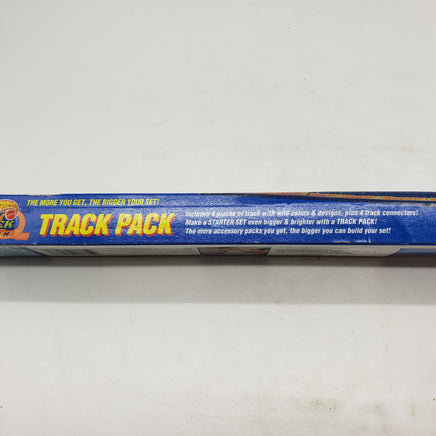 THE MORE YOU GET, THE BIGGER YOUR SET!
TRACK PACK
Includes 4 pieces of track with wild colors & designs, plus 4 track connectors!
Make a STARTER SET even bigger & brighter with a TRACK PACK!
The more accessory packs you get, the bigger you can build your set!